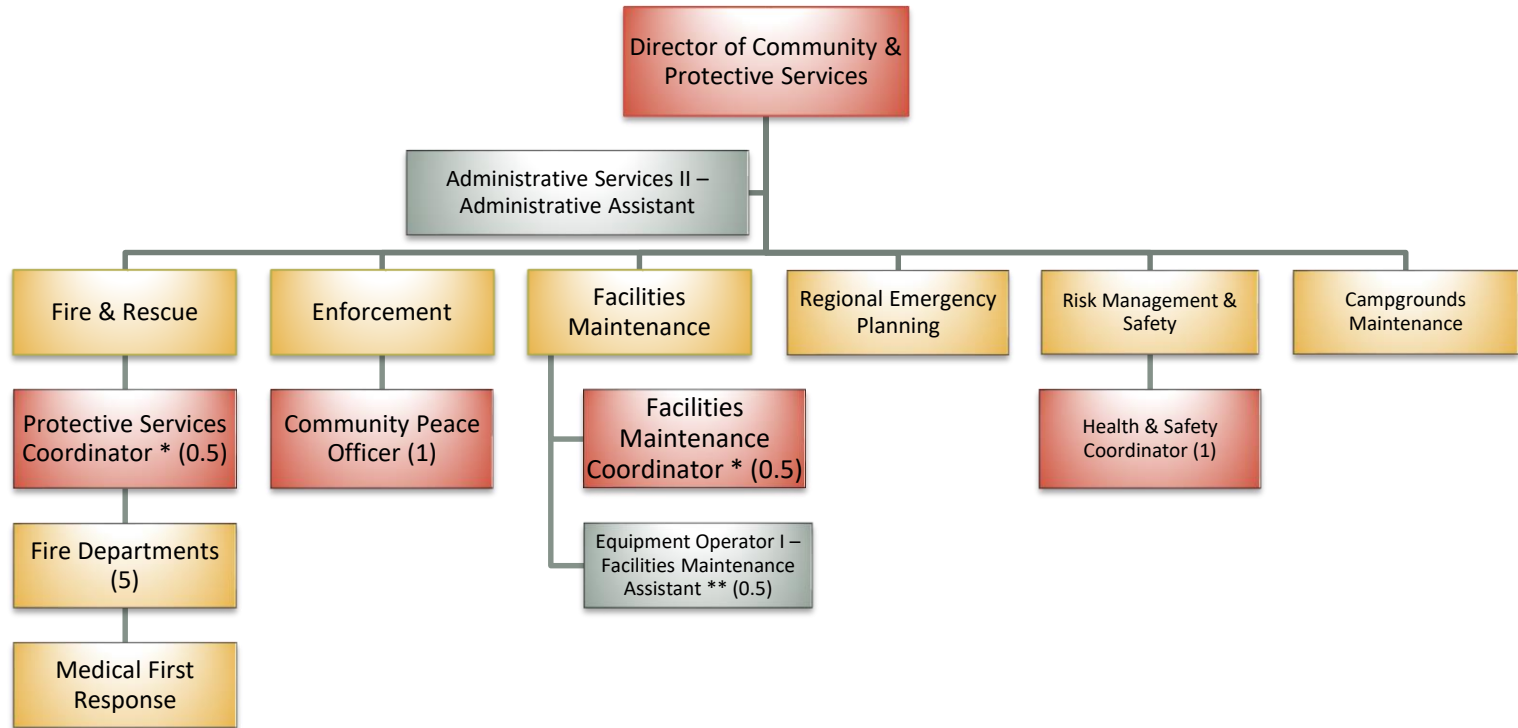 Director of Community &
Protective Services
Administrative Services II –
Administrative Assistant
Fire & Rescue
Enforcement
Facilities
Maintenance
Regional Emergency
Planning
Risk Management &
Safety
Campgrounds
Maintenance
Protective Services
Coordinator * (0.5)
Community Peace
Officer (1)
Facilities
Maintenance
Coordinator * (0.5)
Health & Safety
Coordinator (1)
Fire Departments
(5)
Equipment Operator I –
Facilities Maintenance
Assistant ** (0.5)
Medical First
Response